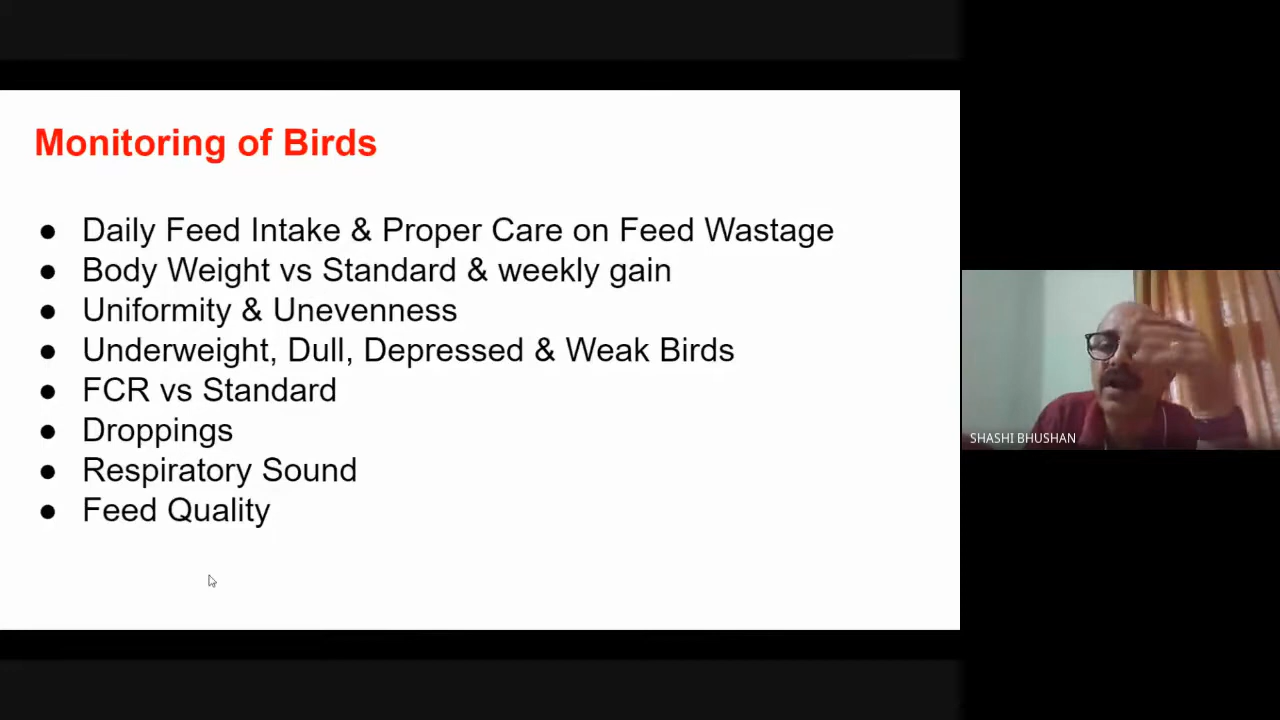 Monitoring of Birds
● Daily Feed Intake & Proper Care on Feed Wastage
● Body Weight vs Standard & weekly gain
● Uniformity & Unevenness
● Underweight, Dull, Depressed & Weak Birds
● FCR vs Standard
● Droppings
● Respiratory Sound
● Feed Quality
SHASHI BHUSHAN